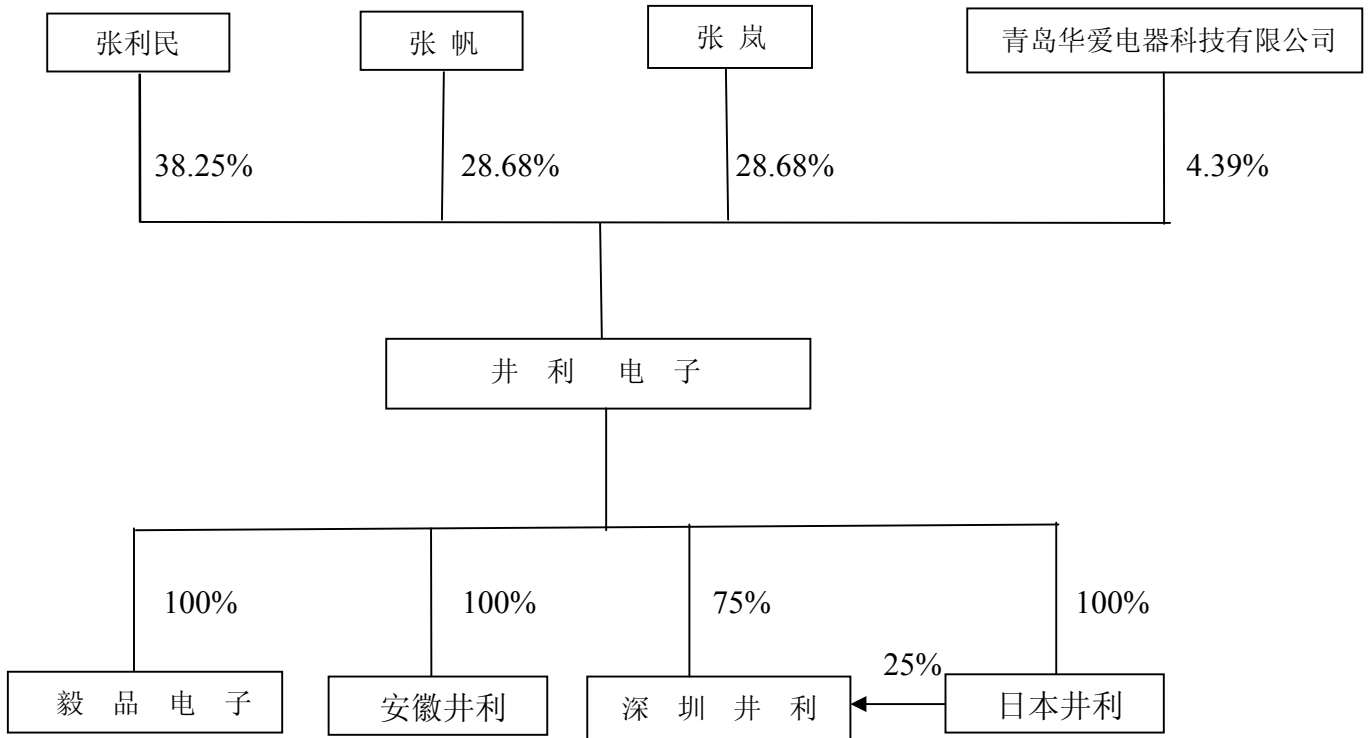 张利民
张 帆
张 岚
青岛华爱电器科技有限公司
38.25%
28.68%
28.68%
4.39%
井 利 电 子
100%
100%
75%
100%
25%
毅 品 电 子
安徽井利
深 圳 井 利
日本井利